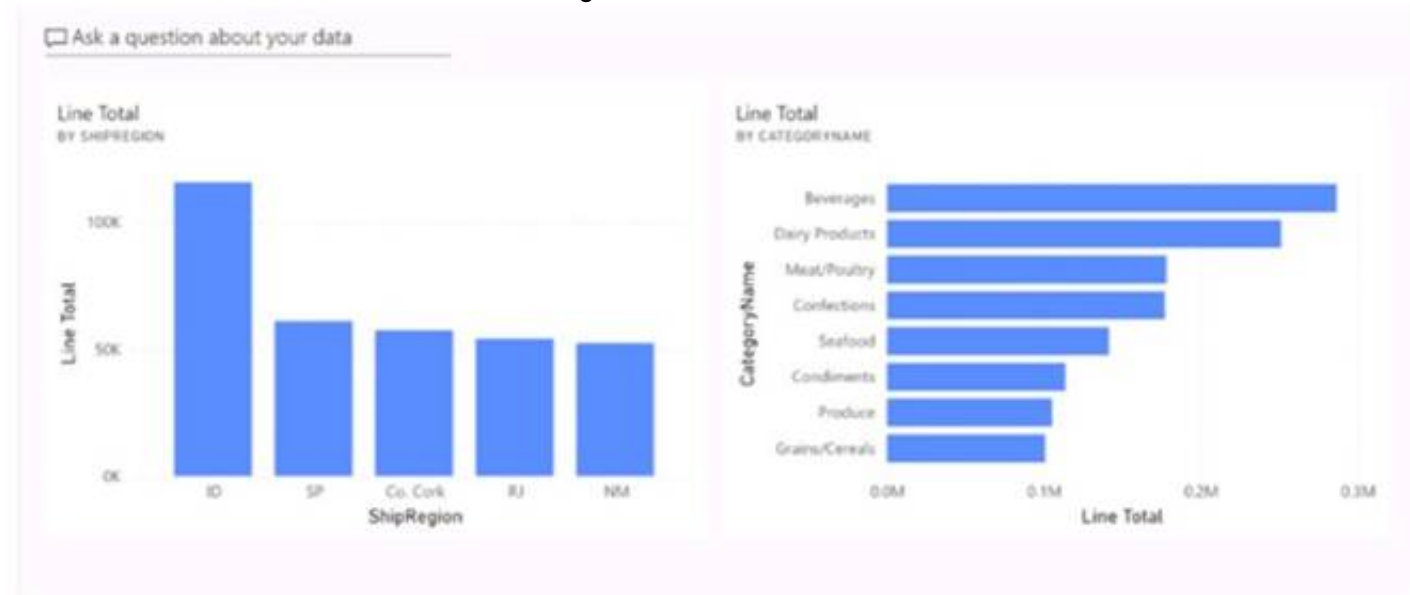 Ask a question about your data
Line Total
BY SHIPREGION
100K
50K
0K
Line Total
ID
SP
Co. Cork
RJ
NM
ShipRegion
Line Total
BY CATEGORYNAME
CategoryName
Beverages
Dairy Products
Meat/Poultry
Confections
Seafood
Condiments
Produce
Grains/Cereals
0.0M
0.1M
0.2M
0.3M
Line Total